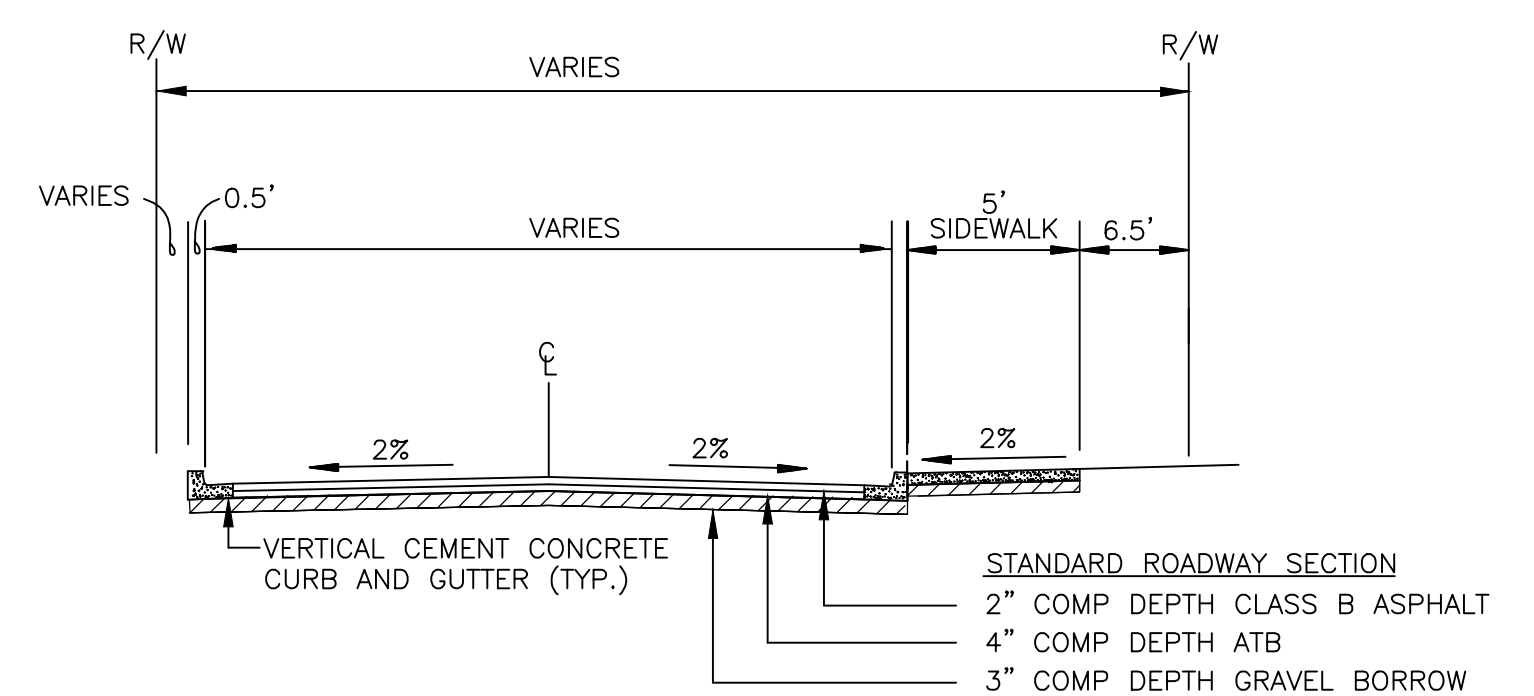 R/W
R/W
VARIES
VARIES
0.5’
VARIES
5’
SIDEWALK
6.5’
℄
2%
2%
2%
VERTICAL CEMENT CONCRETE
CURB AND GUTTER (TYP.)
STANDARD ROADWAY SECTION
2” COMP DEPTH CLASS B ASPHALT
4” COMP DEPTH ATB
3” COMP DEPTH GRAVEL BORROW